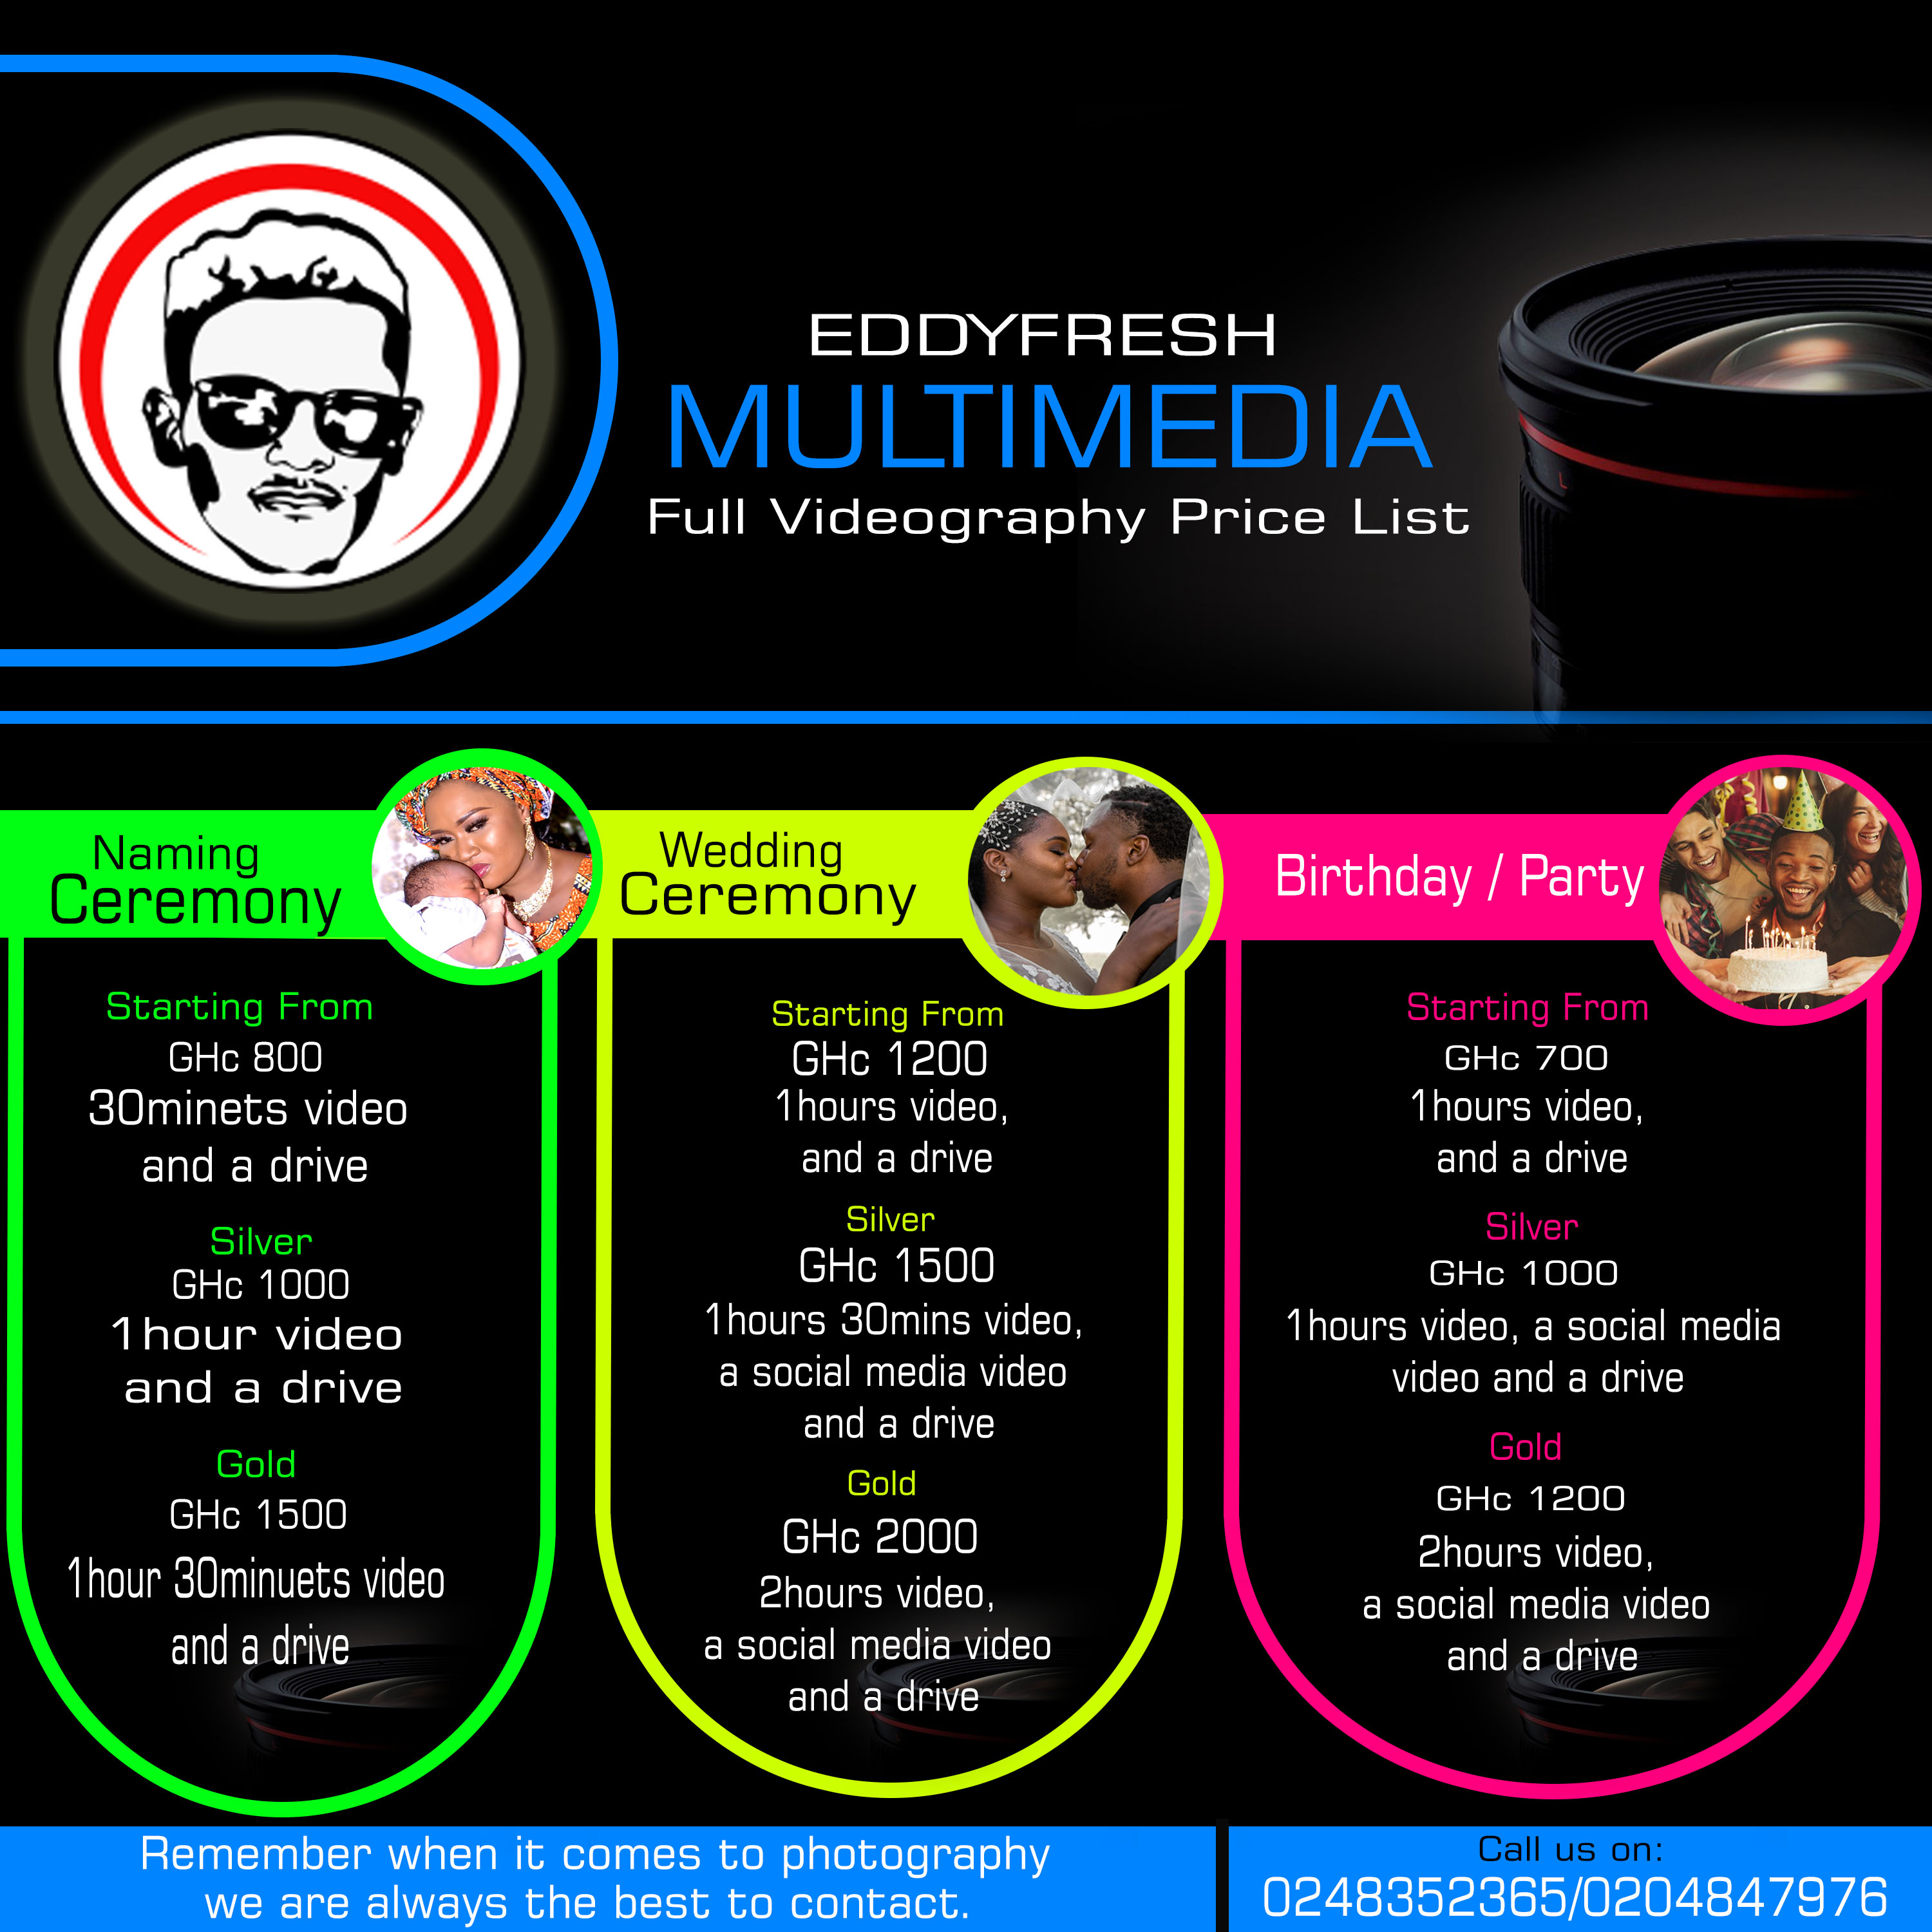 EDDYFRESH
MULTIMEDIA
Full Videography Price List
Naming
Ceremony
Starting From
GHc 800
30minets video
and a drive
Silver
GHc 1000
1hour video
and a drive
Gold
GHc 1500
1hour 30minuets video
and a drive
Wedding
Ceremony
Starting From
GHc 1200
1hours video,
and a drive
Silver
GHc 1500
1hours 30mins video,
a social media video
and a drive
Gold
GHc 2000
2hours video,
a social media video
and a drive
Birthday / Party
Starting From
GHc 700
1hours video,
and a drive
Silver
GHc 1000
1hours video, a social media
video and a drive
Gold
GHc 1200
2hours video,
a social media video
and a drive
Remember when it comes to photography
we are always the best to contact.
Call us on:
0248352365/0204847976
L